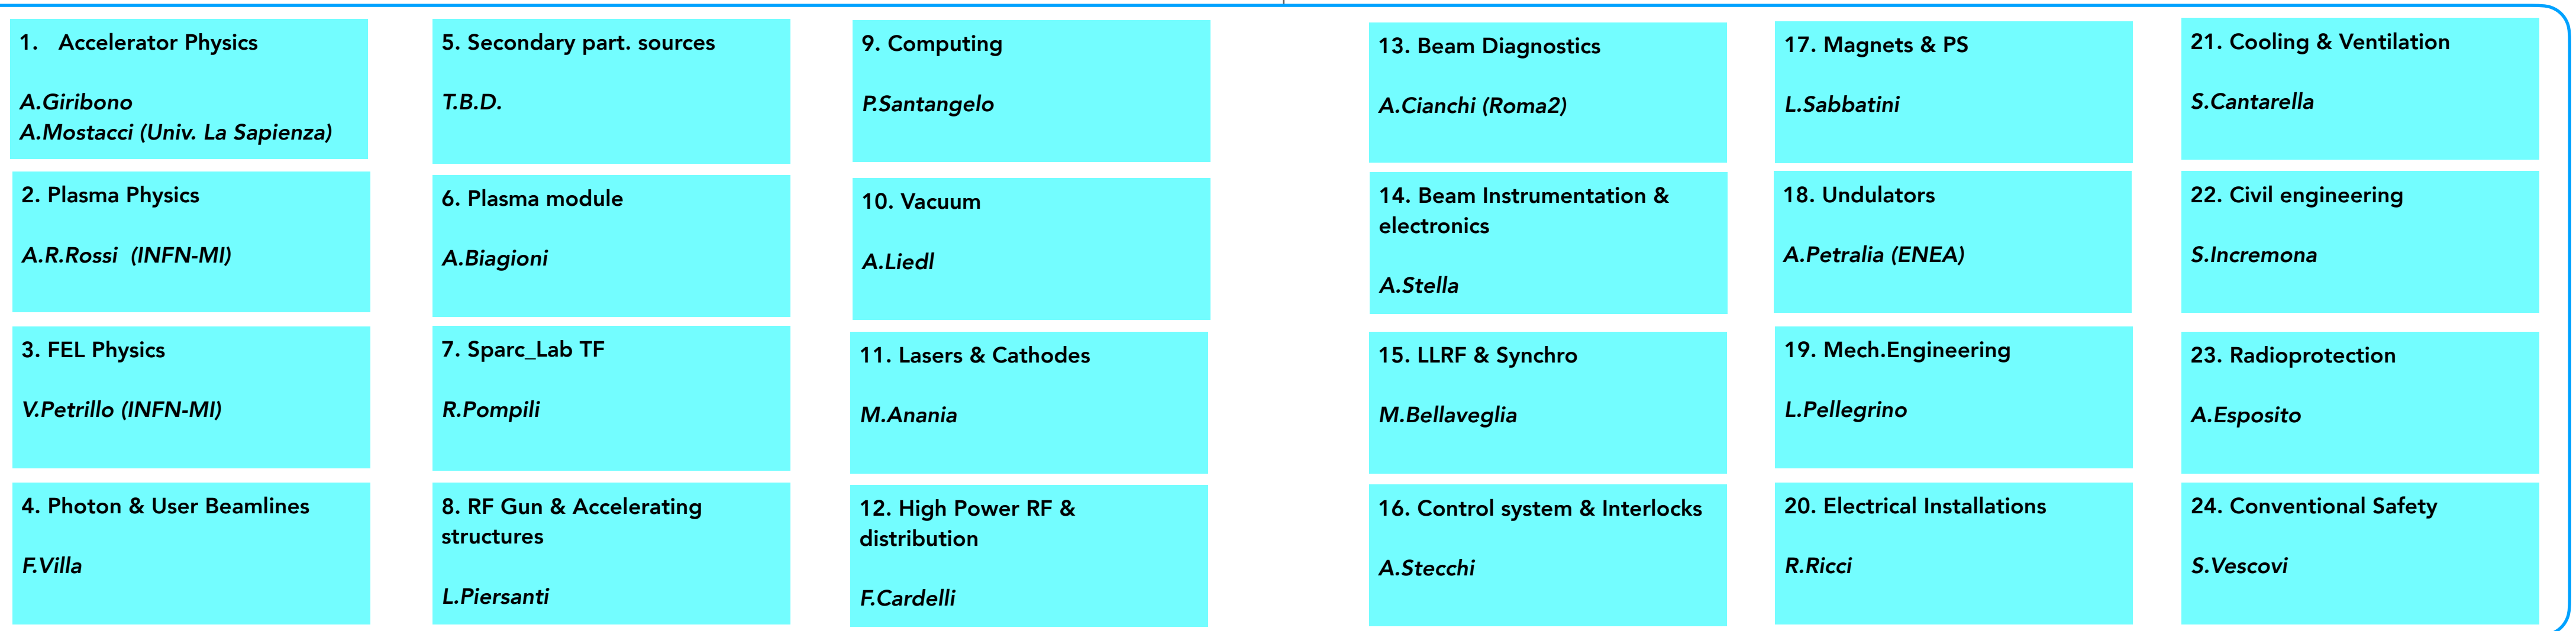 1. Accelerator Physics
A.Giribono
A.Mostacci (Univ. La Sapienza)
2. Plasma Physics
A.R.Rossi (INFN-MI)
3. FEL Physics
V.Petrillo (INFN-MI)
4. Photon & User Beamlines
F.Villa
5. Secondary part. sources
T.B.D.
6. Plasma module
A.Biagioni
7. Sparc_Lab TF
R.Pompili
8. RF Gun & Accelerating
structures
L.Piersanti
9. Computing
P.Santangelo
10. Vacuum
A.Liedl
11. Lasers & Cathodes
M.Anania
12. High Power RF &
distribution
F.Cardelli
13. Beam Diagnostics
A.Cianchi (Roma2)
14. Beam Instrumentation &
electronics
A.Stella
15. LLRF & Synchro
M.Bellaveglia
16. Control system & Interlocks
A.Stecchi
17. Magnets & PS
L.Sabbatini
18. Undulators
A.Petralia (ENEA)
19. Mech.Engineering
L.Pellegrino
20. Electrical Installations
R.Ricci
21. Cooling & Ventilation
S.Cantarella
22. Civil engineering
S.Incremona
23. Radioprotection
A.Esposito
24. Conventional Safety
S.Vescovi